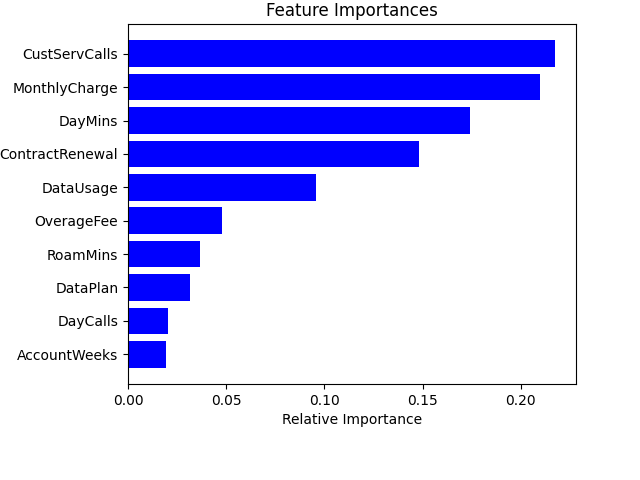 Feature Importances
CustServCalls
MonthlyCharge
DayMins
ContractRenewal
DataUsage
OverageFee
RoamMins
DataPlan
DayCalls
AccountWeeks
0.00 0.05 0.10 0.15 0.20
Relative Importance